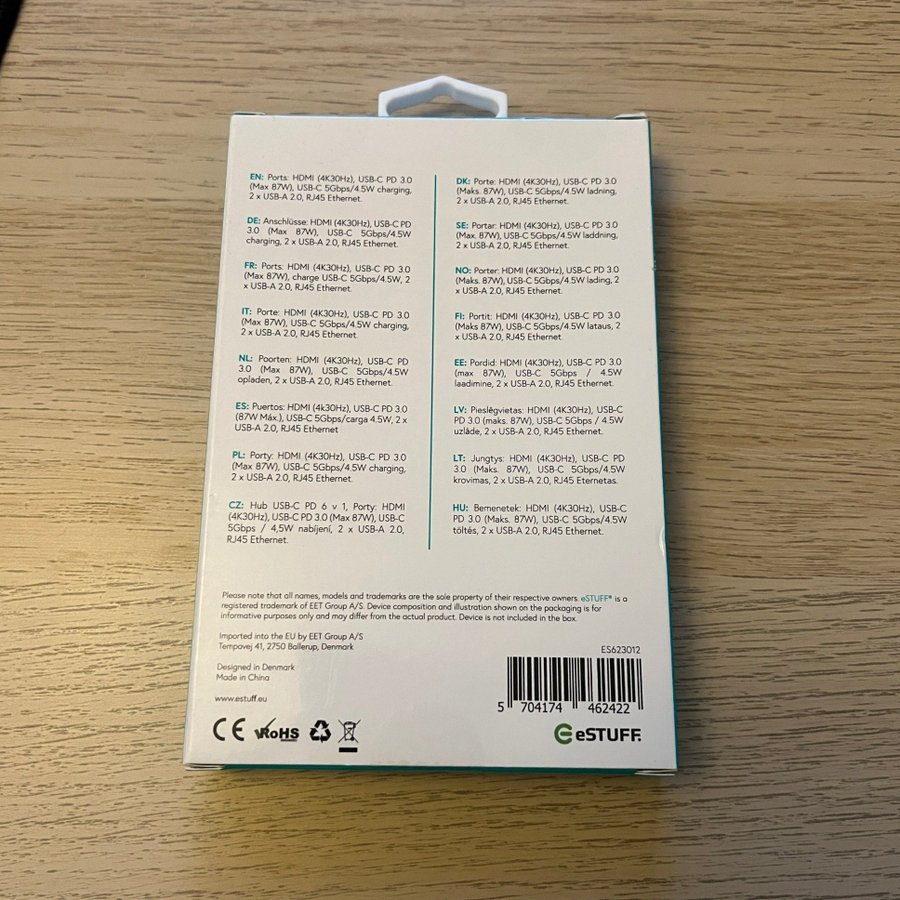 EN: Ports: HDMI (4K30Hz), USB-C PD 3.0
(Max 87W), USB-C 5Gbps/4.5W charging,
2 x USB-A 2.0, RJ45 Ethernet.
DE: Anschlüsse: HDMI (4K30Hz), USB-C PD
3.0 (Max 87W), USB-C 5Gbps/4.5W
charging, 2 x USB-A 2.0, RJ45 Ethernet.
FR: Ports: HDMI (4K30Hz), USB-C PD 3.0
(Max 87W), charge USB-C 5Gbps/4.5W, 2
x USB-A 2.0, RJ45 Ethernet.
IT: Porte: HDMI (4K30Hz), USB-C PD 3.0
(Max 87W), USB-C 5Gbps/4.5W charging,
2 x USB-A 2.0, RJ45 Ethernet.
NL: Poorten: HDMI (4K30Hz), USB-C PD
3.0 (Max 87W), USB-C 5Gbps/4.5W
opladen, 2 x USB-A 2.0, RJ45 Ethernet.
ES: Puertos: HDMI (4k30Hz), USB-C PD 3.0
(87W Máx.), USB-C 5Gbps/carga 4.5W, 2 x
USB-A 2.0, RJ45 Ethernet
PL: Porty: HDMI (4K30Hz), USB-C PD 3.0
(Max 87W), USB-C 5Gbps/4.5W charging,
2 x USB-A 2.0, RJ45 Eternet.
CZ: Hub USB-C PD 6 v 1, Porty: HDMI
(4K30Hz), USB-C PD 3.0 (Max 87W), USB-C
5Gbps / 4,5W nabíjení, 2 x USB-A 2.0,
RJ45 Ethernet.
DK: Porte: HDMI (4K30Hz), USB-C PD 3.0
(Maks. 87W), USB-C 5Gbps/4.5W ladning,
2 x USB-A 2.0, RJ45 Ethernet.
SE: Portar: HDMI (4K30Hz), USB-C PD 3.0
(Max. 87W), USB-C 5Gbps/4.5W laddning,
2 x USB-A 2.0, RJ45 Ethernet.
NO: Porter: HDMI (4K30Hz), USB-C PD 3.0
(Maks. 87W), USB-C 5Gbps/4.5W lading, 2
x USB-A 2.0, RJ45 Ethernet.
FI: Portit: HDMI (4K30Hz), USB-C PD 3.0
(Maks 87W), USB-C 5Gbps/4.5W lataus, 2
x USB-A 2.0, RJ45 Ethernet.
EE: Pordid: HDMI (4K30Hz), USB-C PD 3.0
(max 87W), USB-C 5Gbps / 4.5W
laadimine, 2 x USB-A 2.0, RJ45 Ethernet.
LV: Pieslēgvietas: HDMI (4K30Hz), USB-C
PD 3.0 (maks. 87W), USB-C 5Gbps / 4.5W
uzlāde, 2 x USB-A 2.0, RJ45 Ethernet.
LT: Jungtys: HDMI (4K30Hz), USB-C PD
3.0 (Maks. 87W), USB-C 5Gbps/4.5W
krovimas, 2 x USB-A 2.0, RJ45 Eternetas.
HU: Bemenetek: HDMI (4K30Hz), USB-C
PD 3.0 (Maks. 87W), USB-C 5Gbps/4.5W
töltés, 2 x USB-A 2.0, RJ45 Ethernet.
Please note that all names, models and trademarks are the sole property of their respective owners. eSTUFF® is a
registered trademark of EET Group A/S. Device composition and illustration shown on the packaging is for
informative purposes only and may differ from the actual product. Device is not included in the box.
Imported into the EU by EET Group A/S
Tempovej 41, 2750 Ballerup, Denmark
Designed in Denmark
Made in China
www.estuff.eu
CE RoHS
ES623012
5 704174 462422
eSTUFF.